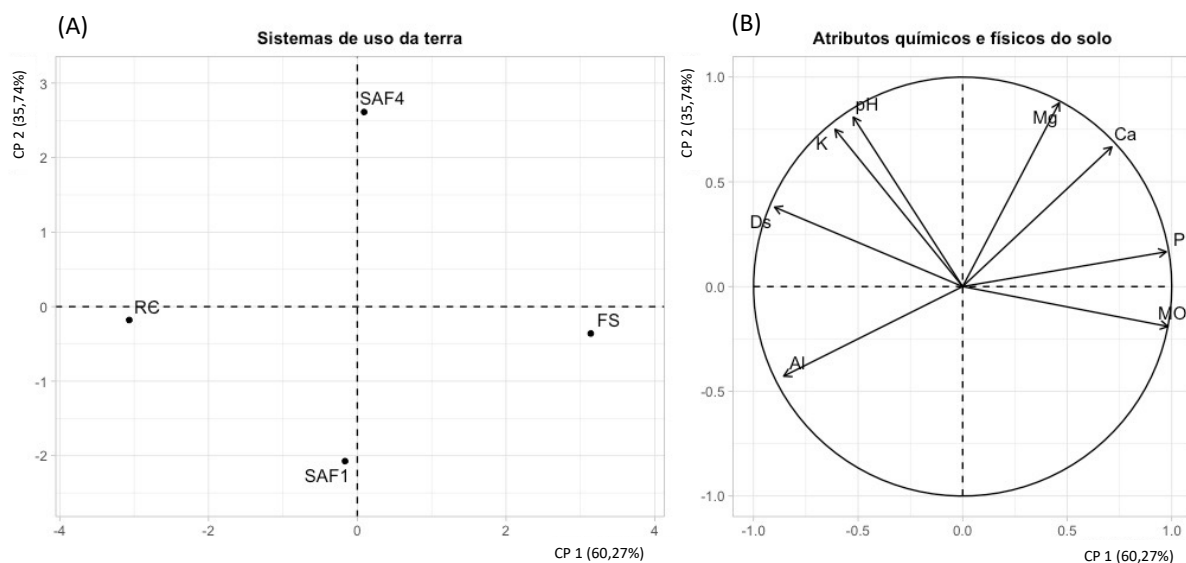 (A)
Sistemas de uso da terra
CP 2 (35,74%)
3
2
1
0
-1
-2
SAF4
RC
FS
SAF1
-4
-2
0
2
4
CP 1 (60,27%)
(B)
Atributos químicos e físicos do solo
CP 2 (35,74%)
1.0
0.5
0.0
-0.5
-1.0
pH
K
Mg
Ca
Ds
P
MO
Al
-1.0
-0.5
0.0
0.5
1.0
CP 1 (60,27%)